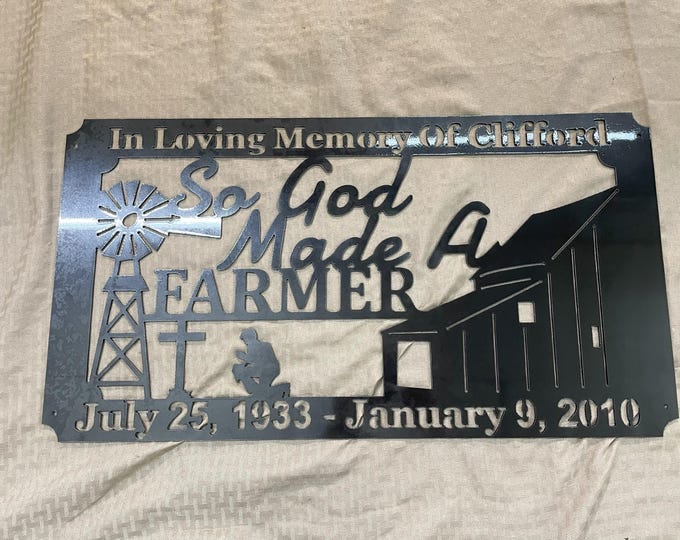 In Loving Memory Of Clifford
So God
Made A
FARMER
July 25, 1933 - January 9, 2010